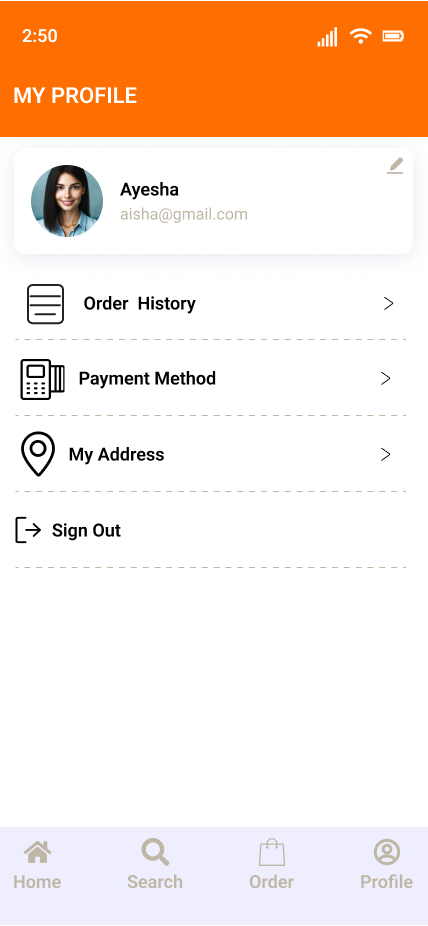 2:50
MY PROFILE
Ayesha
aisha@gmail.com
Order  History
Payment Method
My Address
Sign Out
Home Search Order Profile